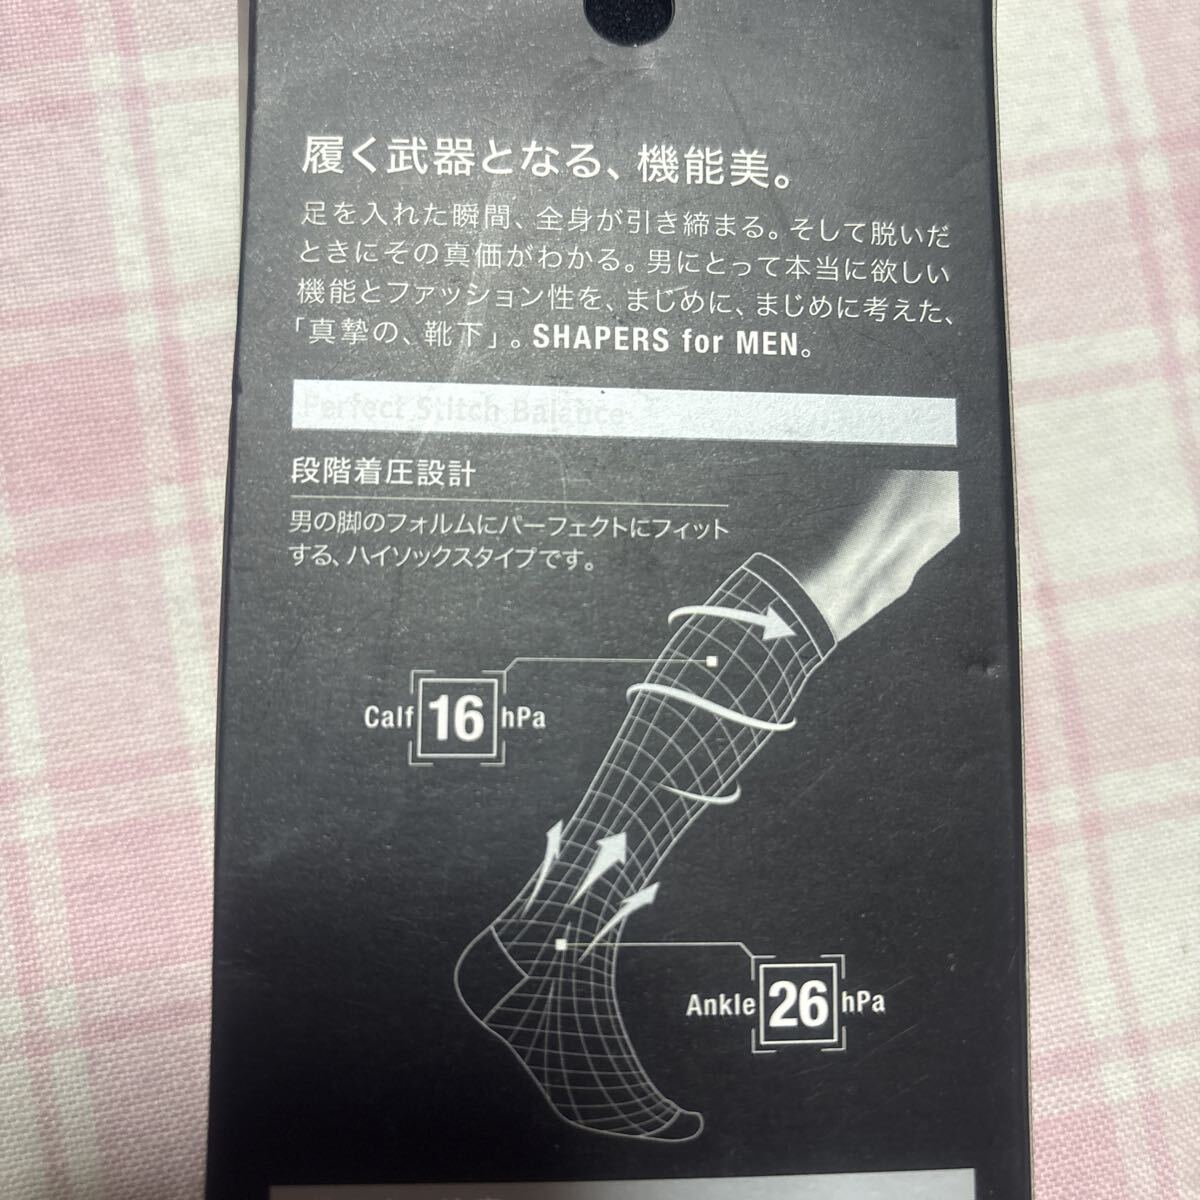 履く武器となる、機能美。
足を入れた瞬間、全身が引き締まる。そして脱いだ
ときにその真価がわかる。男にとって本当に欲しい
機能とファッション性を、まじめに、まじめに考えた、
「真摯の、靴下」。SHAPERS for MEN。
Perfect Stitch Balance
段階着圧設計
男の脚のフォルムにパーフェクトにフィット
する、ハイソックスタイプです。
Calf 16 hPa
Ankle 26 hPa